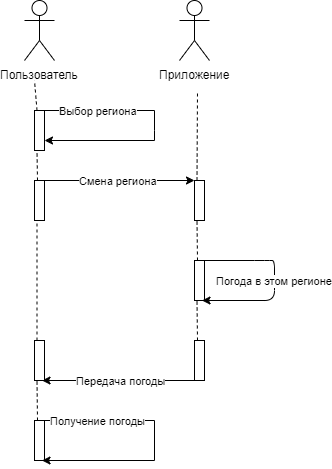 Пользователь
Приложение
Выбор региона
Смена региона
Погода в этом регионе
Передача погоды
Получение погоды